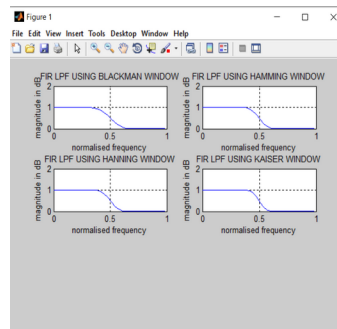 Figure 1
File Edit View Insert Tools Desktop Window Help
FIR LPF USING BLACKMAN WINDOW
magnitude in dB
2
1
0
0 0.5 1
normalised frequency
FIR LPF USING HAMMING WINDOW
magnitude in dB
2
1
0
0 0.5 1
normalised frequency
FIR LPF USING HANNING WINDOW
magnitude in dB
2
1
0
0 0.5 1
normalised frequency
FIR LPF USING KAISER WINDOW
magnitude in dB
2
1
0
0 0.5 1
normalised frequency